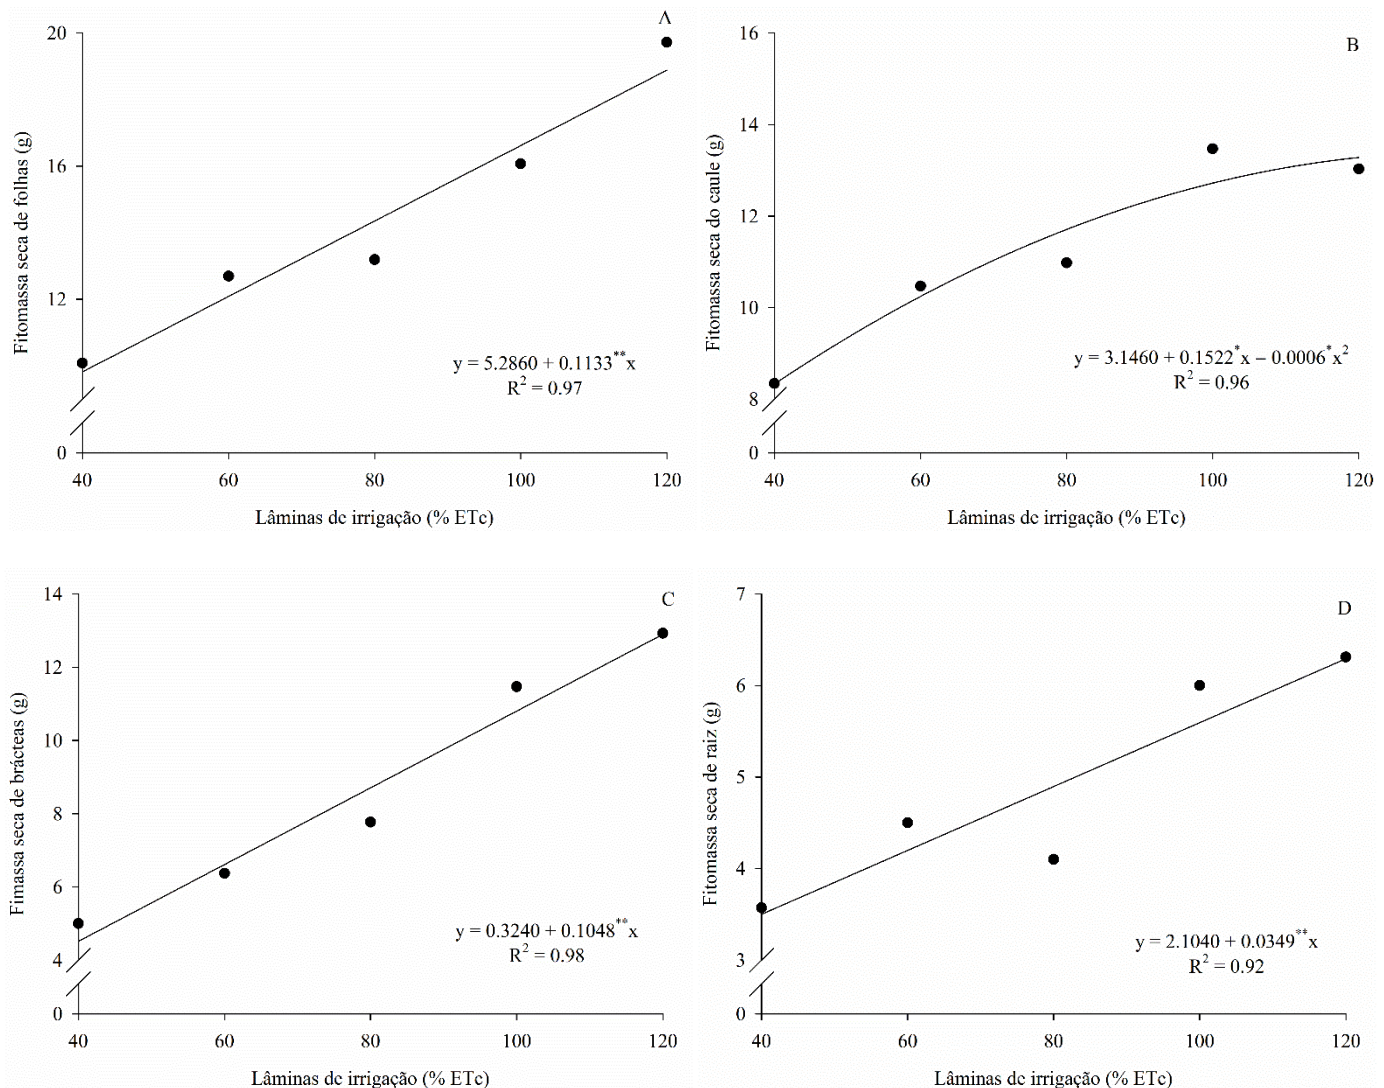 A
20
16
12
0
Fitomassa seca de folhas (g)
y = 5.2860 + 0.1133**x
R² = 0.97
40 60 80 100 120
Lâminas de irrigação (% ETc)
B
16
14
12
10
8
0
Fitomassa seca do caule (g)
y = 3.1460 + 0.1522*x − 0.0006*x²
R² = 0.96
40 60 80 100 120
Lâminas de irrigação (% ETc)
C
14
12
10
8
6
4
0
Fimassa seca de brácteas (g)
y = 0.3240 + 0.1048**x
R² = 0.98
40 60 80 100 120
Lâminas de irrigação (% ETc)
D
7
6
5
4
3
0
Fitomassa seca de raiz (g)
y = 2.1040 + 0.0349**x
R² = 0.92
40 60 80 100 120
Lâminas de irrigação (% ETc)